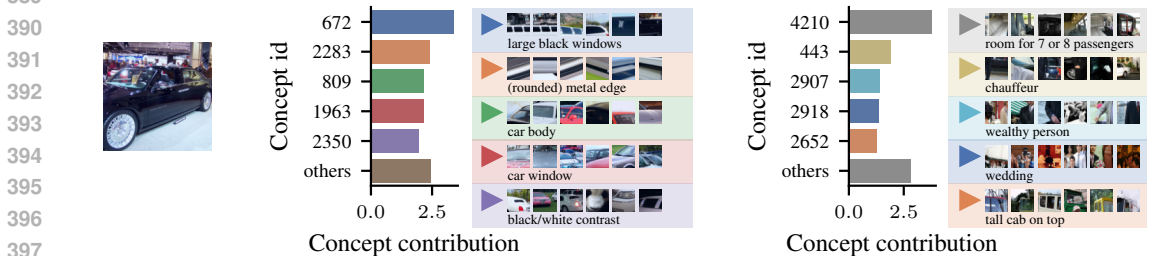 390
391
392
393
394
395
396
397
Concept id
672
2283
809
1963
2350
others
0.0 2.5
Concept contribution
large black windows
(rounded) metal edge
car body
car window
black/white contrast
Concept id
4210
443
2907
2918
2652
others
0.0 2.5
Concept contribution
room for 7 or 8 passengers
chauffeur
wealthy person
wedding
tall cab on top